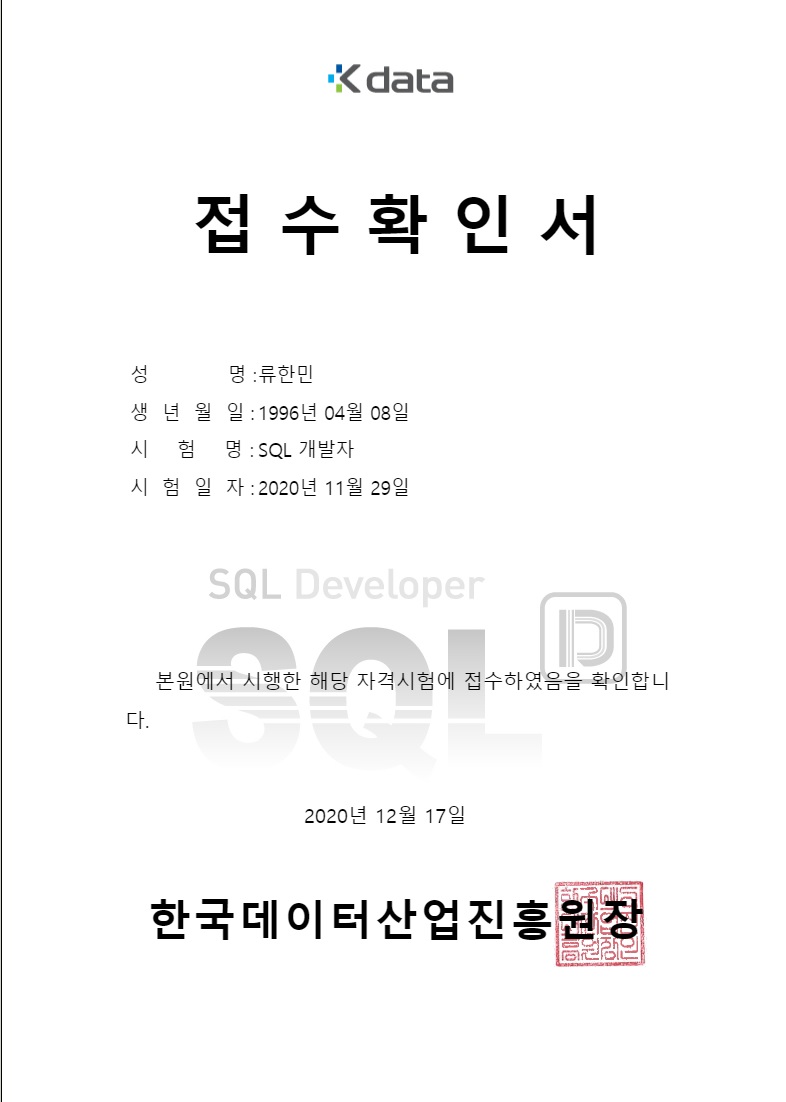 K data
접수확인서
성 명 :류한민
생 년 월 일 : 1996년 04월 08일
시 험 명 : SQL 개발자
시 험 일 자 : 2020년 11월 29일
SQL Developer
SQL
D
본원에서 시행한 해당 자격시험에 접수하였음을 확인합니
다.
2020년 12월 17일
한국데이터산업진흥원장